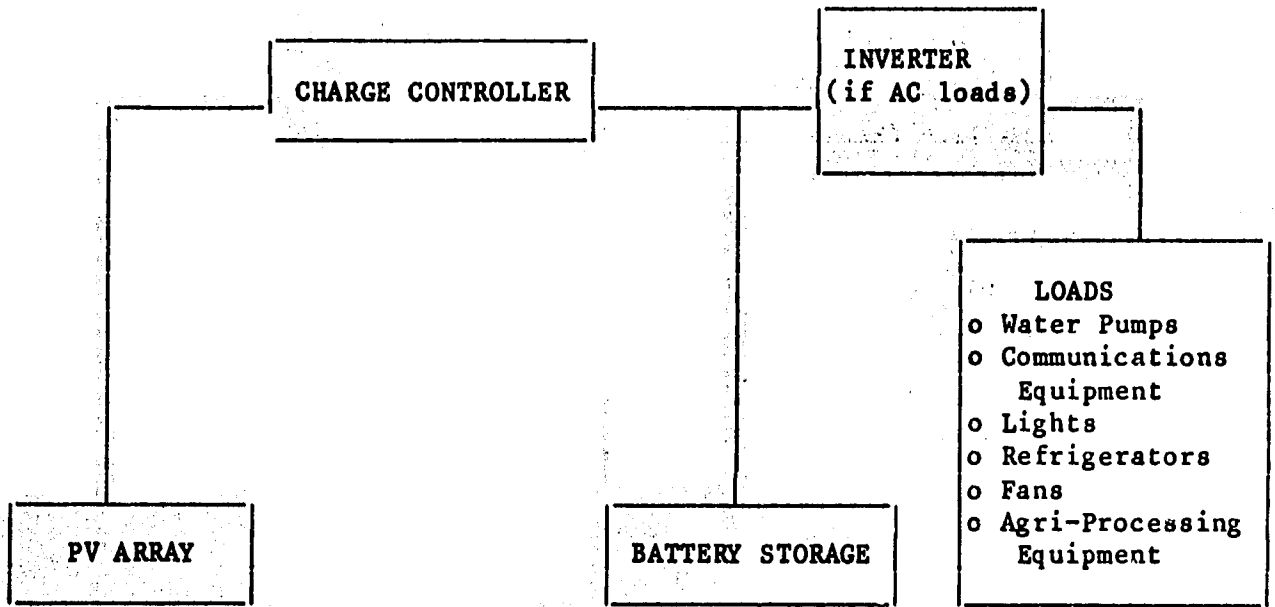 CHARGE CONTROLLER
INVERTER
(if AC loads)
LOADS
o Water Pumps
o Communications
Equipment
o Lights
o Refrigerators
o Fans
o Agri-Processing
Equipment
PV ARRAY
BATTERY STORAGE